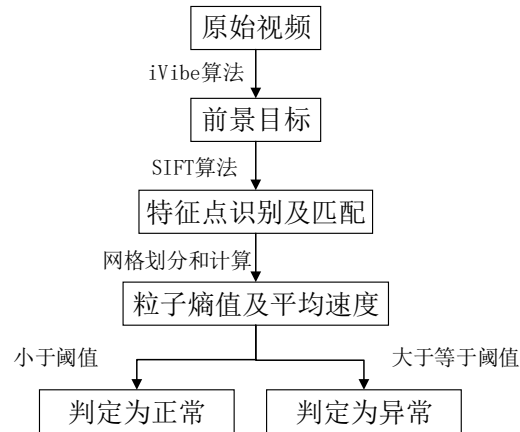 原始视频
iVibe算法
前景目标
SIFT算法
特征点识别及匹配
网格划分和计算
粒子熵值及平均速度
小于阈值
大于等于阈值
判定为正常
判定为异常